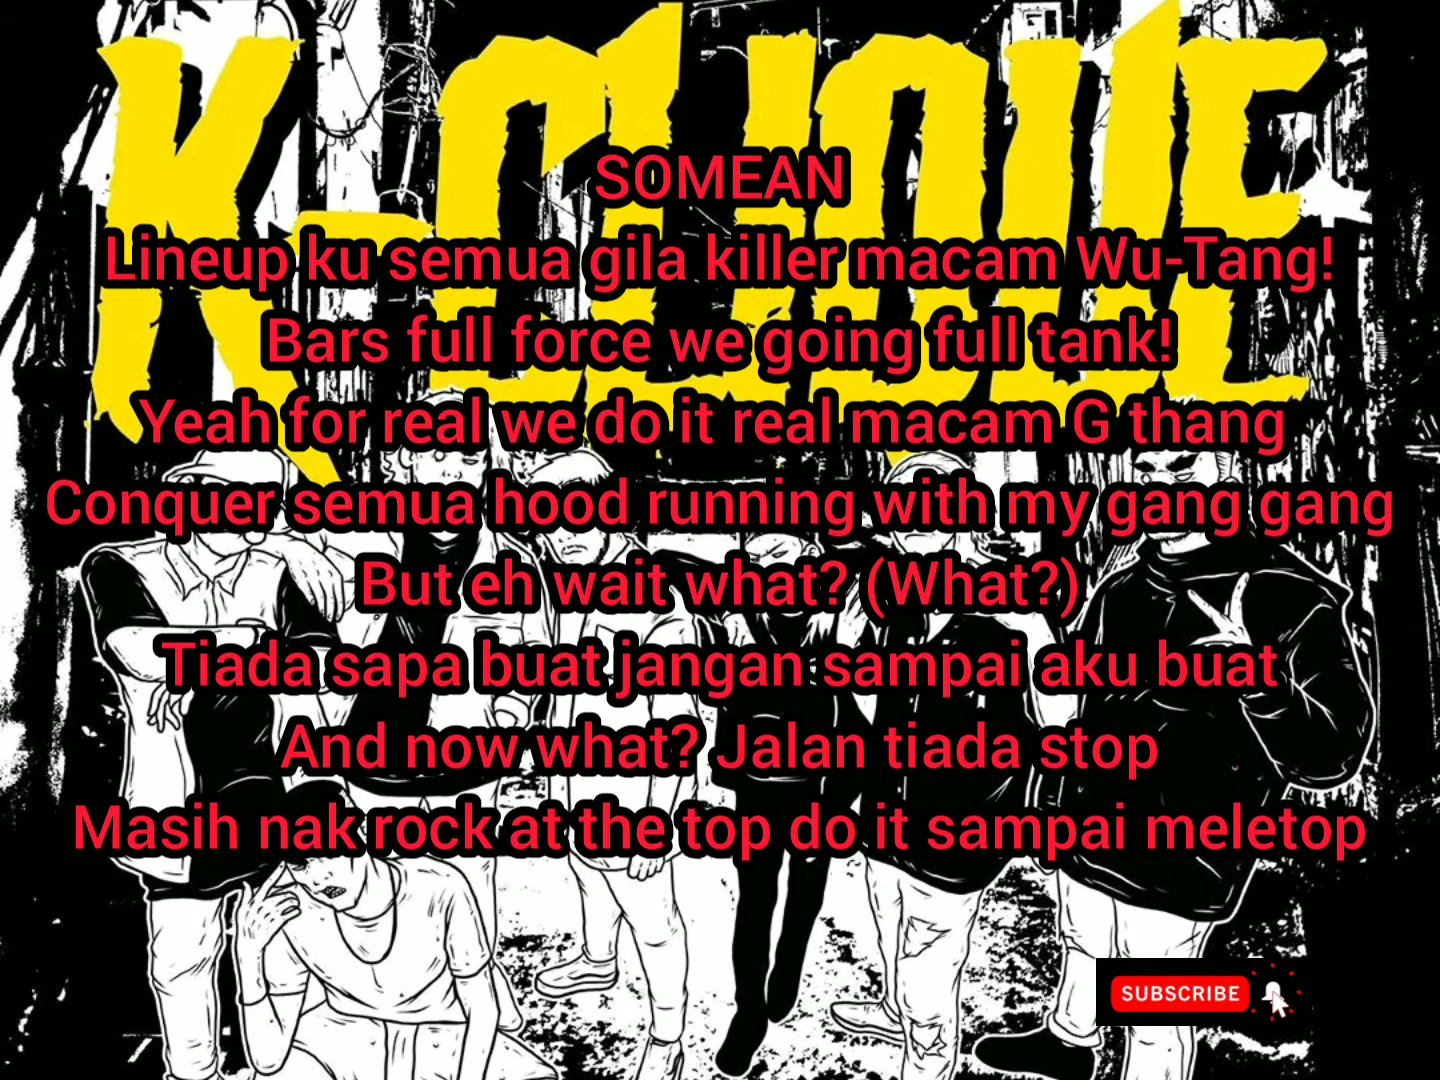 K-CLIQUE
SOMEAN
Lineup ku semua gila killer macam Wu-Tang!
Bars full force we going full tank!
Yeah for real we do it real macam G thang
Conquer semua hood running with my gang gang
But eh wait what? (What?)
Tiada sapa buat jangan sampai aku buat
And now what? Jalan tiada stop
Masih nak rock at the top do it sampai meletop
SUBSCRIBE